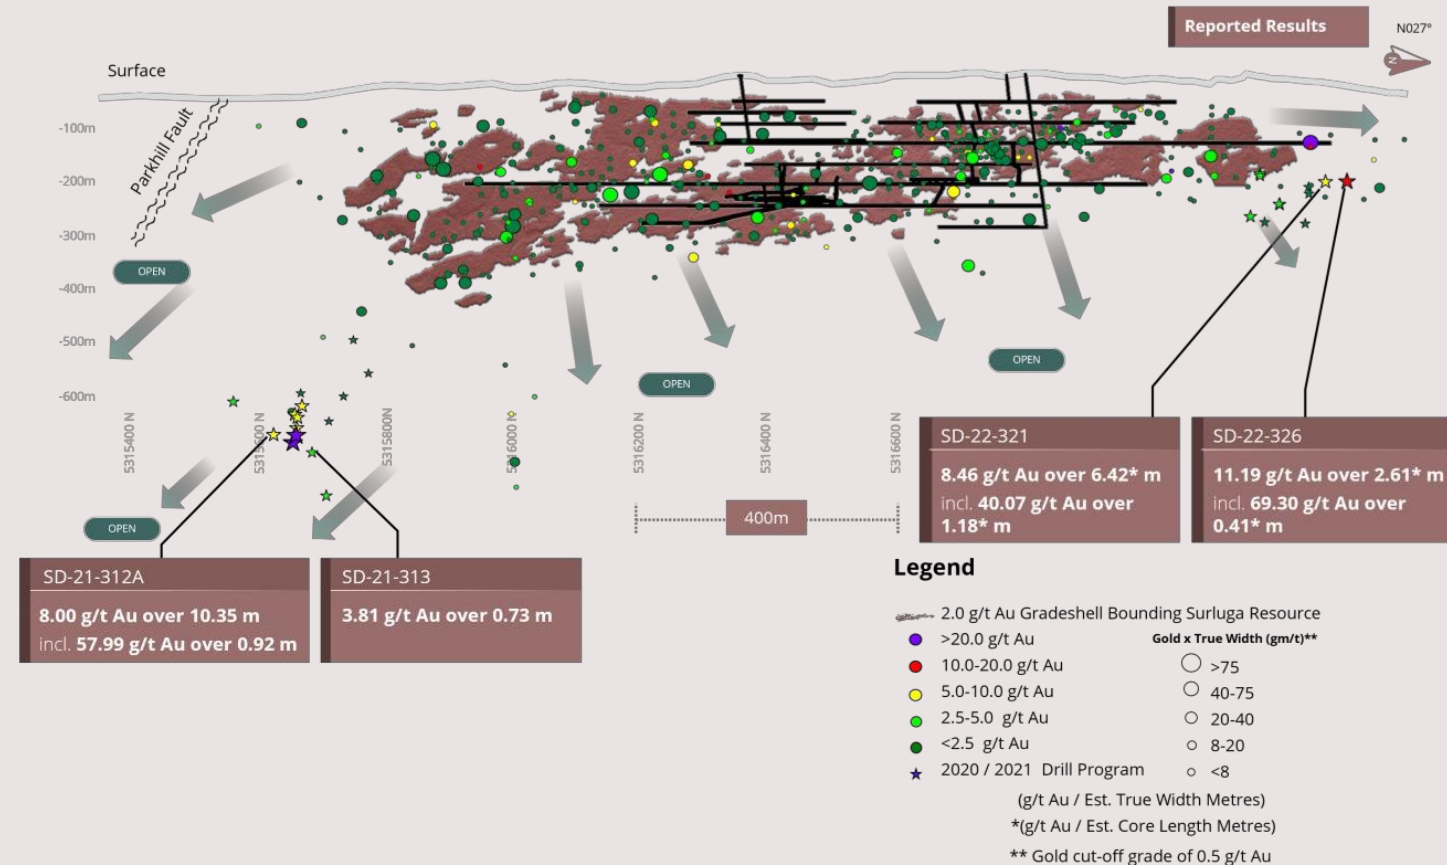 Reported Results
N027°
N
Surface
Parkhill Fault
-100m
-200m
-300m
-400m
-500m
-600m
OPEN
OPEN
OPEN
OPEN
5315400 N
5315800N
5316200 N
5316400 N
5316600 N
400m
SD-22-321
8.46 g/t Au over 6.42* m
incl. 40.07 g/t Au over
1.18* m
SD-22-326
11.19 g/t Au over 2.61* m
incl. 69.30 g/t Au over
0.41* m
SD-21-312A
8.00 g/t Au over 10.35 m
incl. 57.99 g/t Au over 0.92 m
SD-21-313
3.81 g/t Au over 0.73 m
Legend
2.0 g/t Au Gradeshell Bounding Surluga Resource
>20.0 g/t Au
10.0-20.0 g/t Au
5.0-10.0 g/t Au
2.5-5.0 g/t Au
<2.5 g/t Au
2020 / 2021 Drill Program
Gold x True Width (gm/t)**
>75
40-75
20-40
8-20
<8
(g/t Au / Est. True Width Metres)
*(g/t Au / Est. Core Length Metres)
** Gold cut-off grade of 0.5 g/t Au